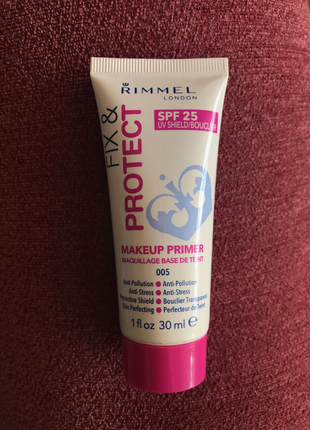 RIMMEL
LONDON
FIX &
PROTECT
SPF 25
UV SHIELD/BOUCLIER
MAKEUP PRIMER
MAQUILLAGE BASE DE TEINT
005
Anti-Pollution ● Anti-Pollution
Anti-Stress ● Anti-Stress
Protective Shield ● Bouclier Transparent
Skin Perfecting ● Perfecteur de Teint
1 fl oz 30 ml ℮